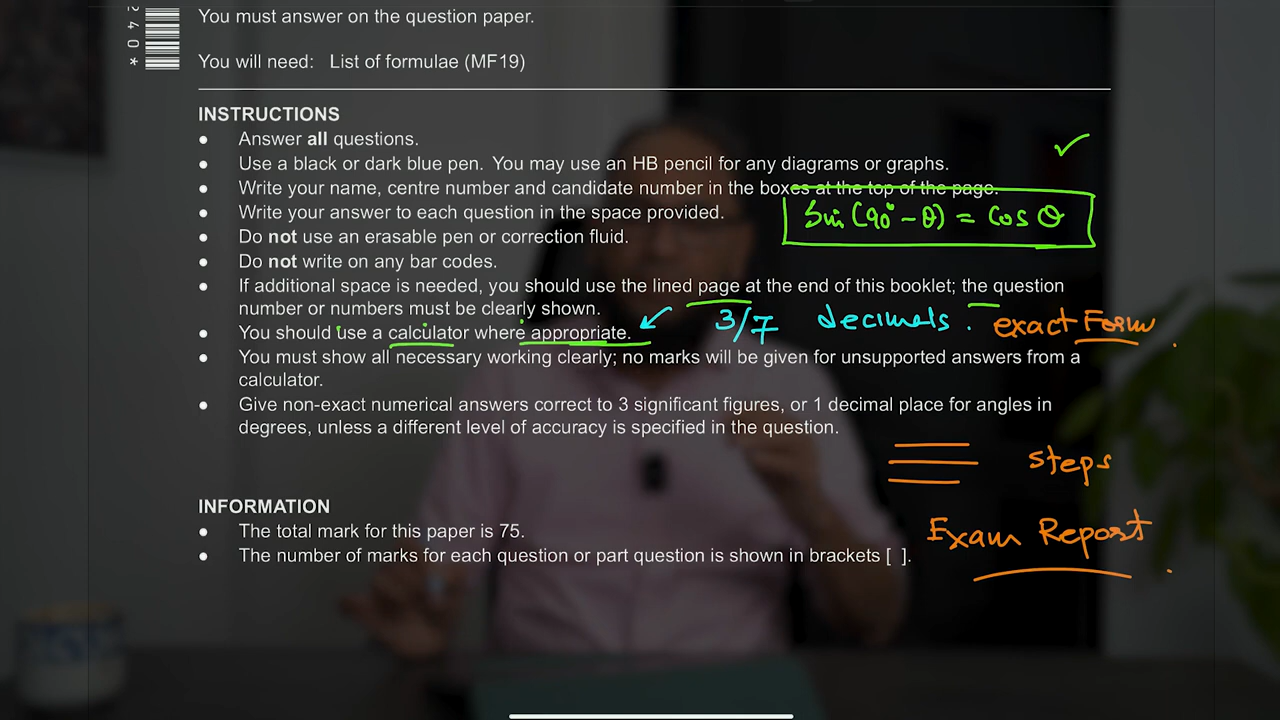 You must answer on the question paper.
240*
You will need: List of formulae (MF19)
INSTRUCTIONS
● Answer all questions.
● Use a black or dark blue pen. You may use an HB pencil for any diagrams or graphs.
● Write your name, centre number and candidate number in the boxes at the top of the page.
● Write your answer to each question in the space provided.
Sin (90° - θ) = Cos θ
● Do not use an erasable pen or correction fluid.
● Do not write on any bar codes.
● If additional space is needed, you should use the lined page at the end of this booklet; the question
number or numbers must be clearly shown.
● You should use a calculator where appropriate.
3/7 decimals. exact Form.
● You must show all necessary working clearly; no marks will be given for unsupported answers from a
calculator.
● Give non-exact numerical answers correct to 3 significant figures, or 1 decimal place for angles in
degrees, unless a different level of accuracy is specified in the question.
steps
INFORMATION
● The total mark for this paper is 75.
Exam Report
● The number of marks for each question or part question is shown in brackets [ ].